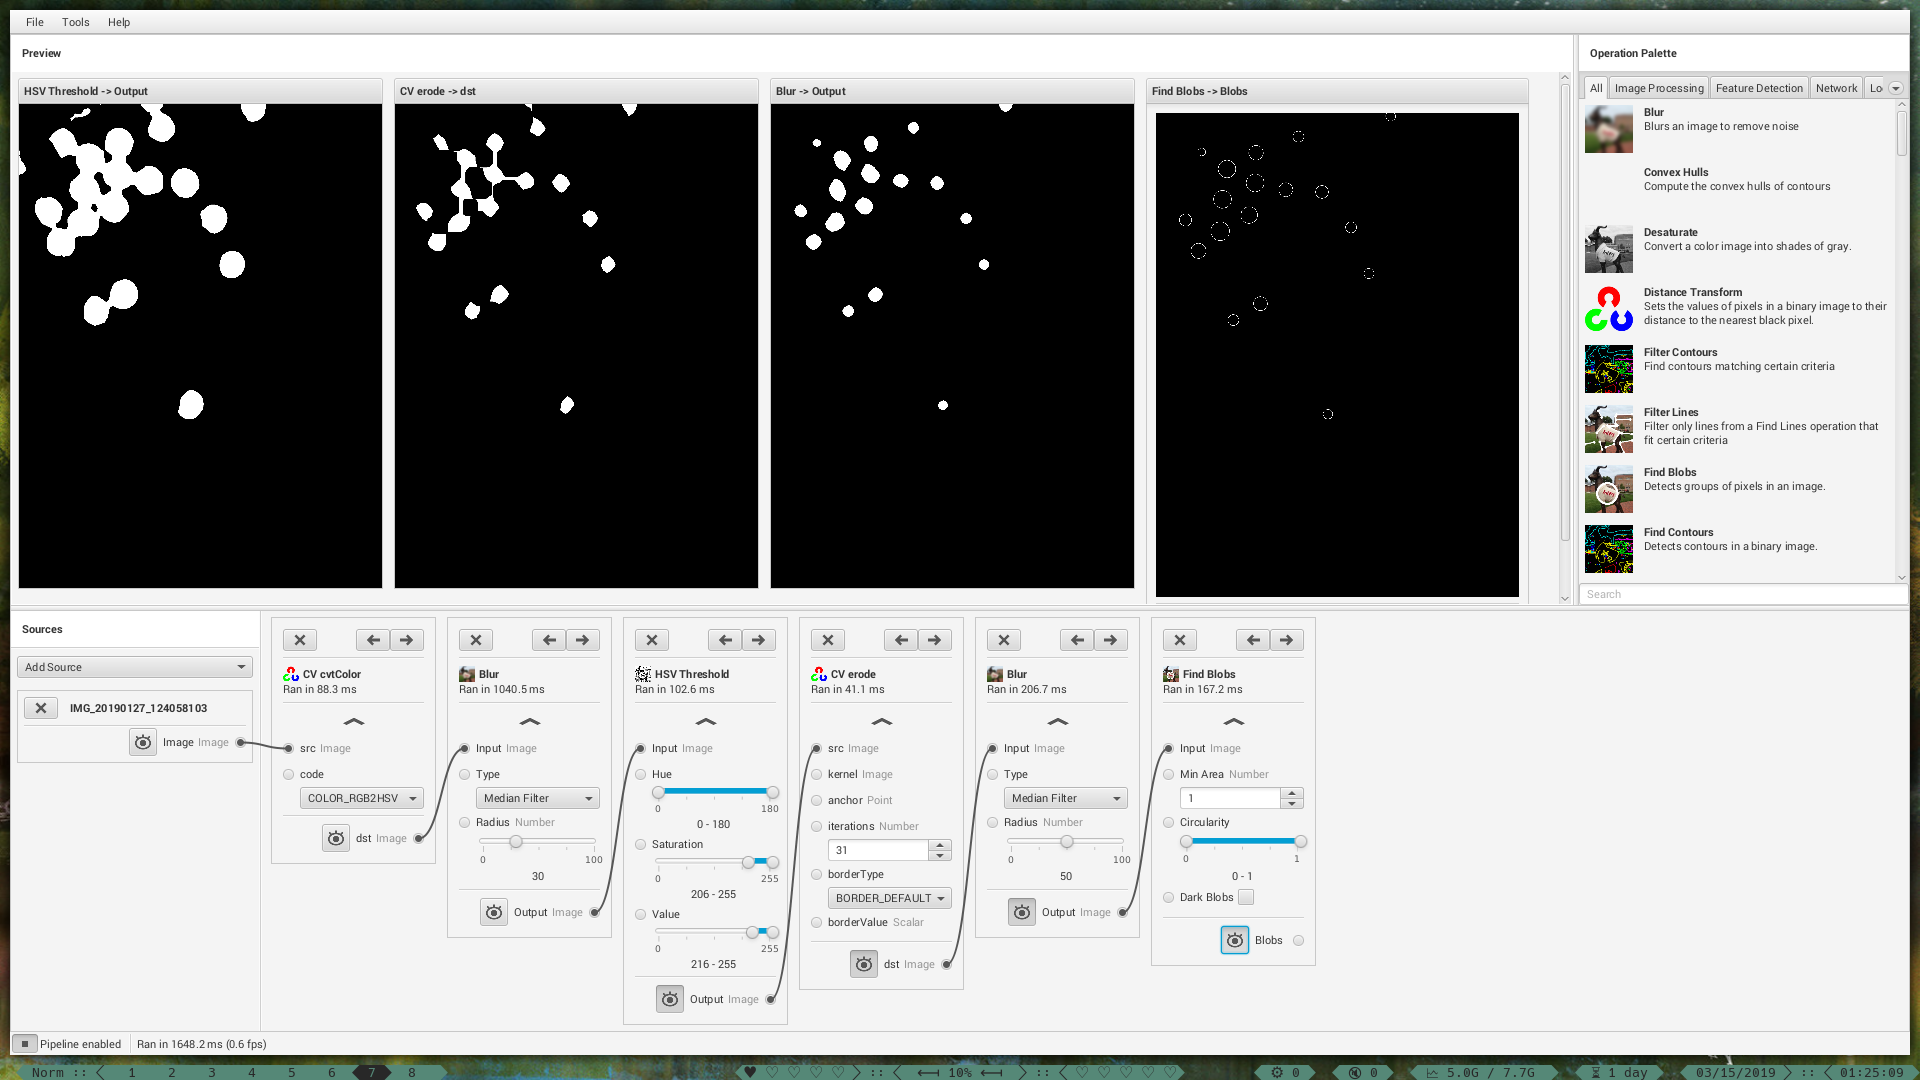 File Tools Help
Preview
HSV Threshold -> Output
CV erode -> dst
Blur -> Output
Find Blobs -> Blobs
Operation Palette
All Image Processing Feature Detection Network Lo
Blur
Blurs an image to remove noise
Convex Hulls
Compute the convex hulls of contours
Desaturate
Convert a color image into shades of gray.
Distance Transform
Sets the values of pixels in a binary image to their
distance to the nearest black pixel.
Filter Contours
Find contours matching certain criteria
Filter Lines
Filter only lines from a Find Lines operation that
fit certain criteria
Find Blobs
Detects groups of pixels in an image.
Find Contours
Detects contours in a binary image.
Search
Sources
Add Source
IMG_20190127_124058103
Image Image
CV cvtColor
Ran in 88.3 ms
src Image
code
COLOR_RGB2HSV
dst Image
Blur
Ran in 1040.5 ms
Input Image
Type
Median Filter
Radius Number
0 100
30
Output Image
HSV Threshold
Ran in 102.6 ms
Input Image
Hue
0 180
0 - 180
Saturation
0 255
206 - 255
Value
0 255
216 - 255
Output Image
CV erode
Ran in 41.1 ms
src Image
kernel Image
anchor Point
iterations Number
31
borderType
BORDER_DEFAULT
borderValue Scalar
dst Image
Blur
Ran in 206.7 ms
Input Image
Type
Median Filter
Radius Number
0 100
50
Output Image
Find Blobs
Ran in 167.2 ms
Input Image
Min Area Number
1
Circularity
0 1
0 - 1
Dark Blobs
Blobs
Pipeline enabled Ran in 1648.2 ms (0.6 fps)
Norm :: 1 2 3 4 5 6 7 8 :: 10% :: 0 0 5.0G / 7.7G 1 day 03/15/2019 :: 01:25:09